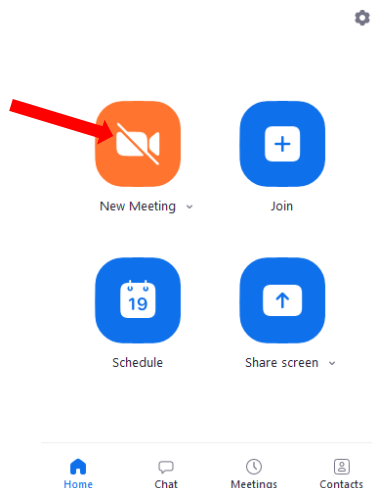 New Meeting
Join
19
Schedule
Share screen
Home
Chat
Meetings
Contacts